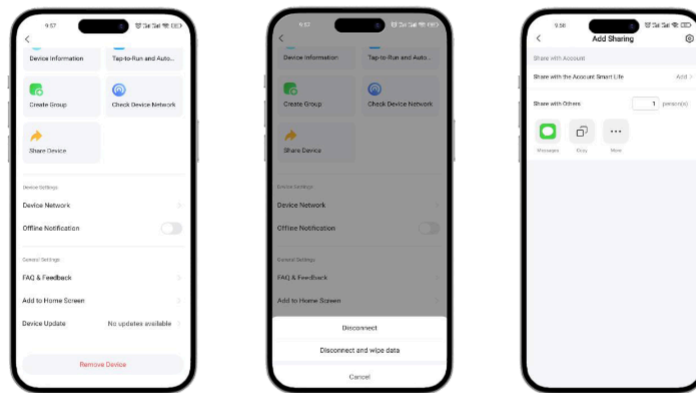 9:57
Device Information
Tap-to-Run and Auto...
Create Group
Check Device Network
Share Device
Device Settings
Device Network
Offline Notification
General Settings
FAQ & Feedback
Add to Home Screen
Device Update
No updates available
Remove Device
9:57
Device Information
Tap-to-Run and Auto...
Create Group
Check Device Network
Share Device
Device Settings
Device Network
Offline Notification
General Settings
FAQ & Feedback
Add to Home Screen
Disconnect
Disconnect and wipe data
Cancel
9:58
Add Sharing
Share with Account
Share with the Account Smart Life
Add
Share with Others
1 person(s)
Messages
Copy
More